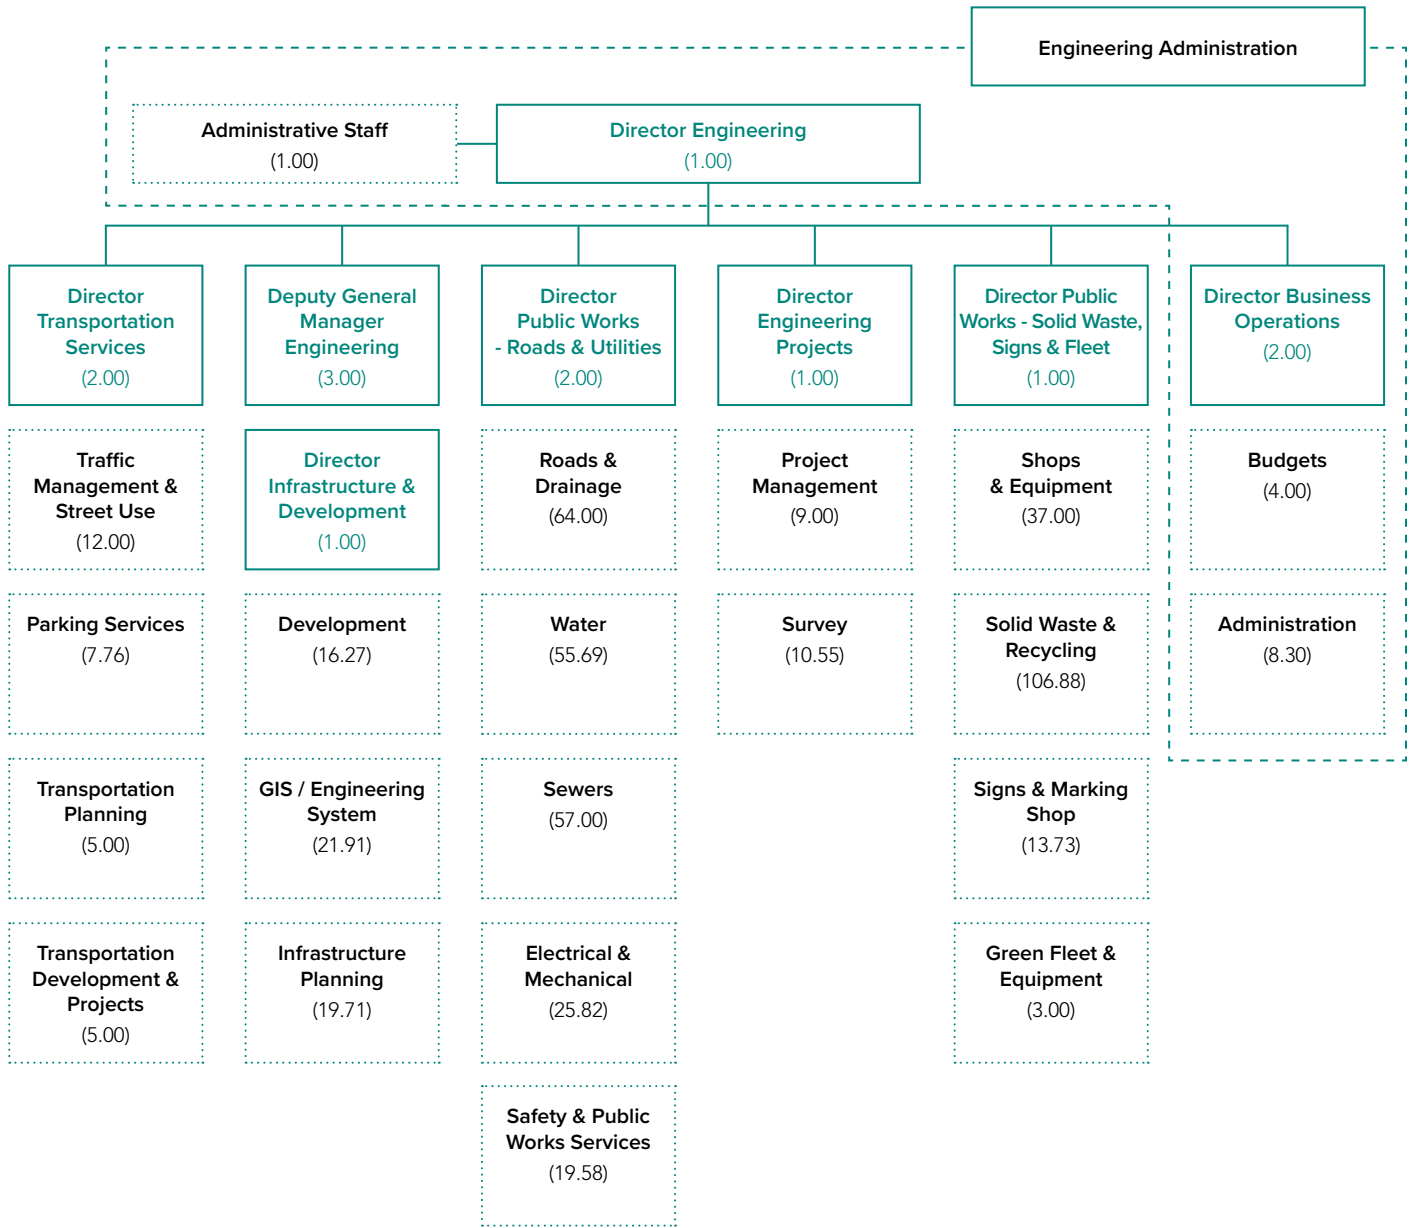 Engineering Administration
Administrative Staff
(1.00)
Director Engineering
(1.00)
Director
Transportation
Services
(2.00)
Traffic
Management &
Street Use
(12.00)
Parking Services
(7.76)
Transportation
Planning
(5.00)
Transportation
Development &
Projects
(5.00)
Deputy General
Manager
Engineering
(3.00)
Director
Infrastructure &
Development
(1.00)
Development
(16.27)
GIS / Engineering
System
(21.91)
Infrastructure
Planning
(19.71)
Director
Public Works
- Roads & Utilities
(2.00)
Roads &
Drainage
(64.00)
Water
(55.69)
Sewers
(57.00)
Electrical &
Mechanical
(25.82)
Safety & Public
Works Services
(19.58)
Director
Engineering
Projects
(1.00)
Project
Management
(9.00)
Survey
(10.55)
Director Public
Works - Solid Waste,
Signs & Fleet
(1.00)
Shops
& Equipment
(37.00)
Solid Waste &
Recycling
(106.88)
Signs & Marking
Shop
(13.73)
Green Fleet &
Equipment
(3.00)
Director Business
Operations
(2.00)
Budgets
(4.00)
Administration
(8.30)